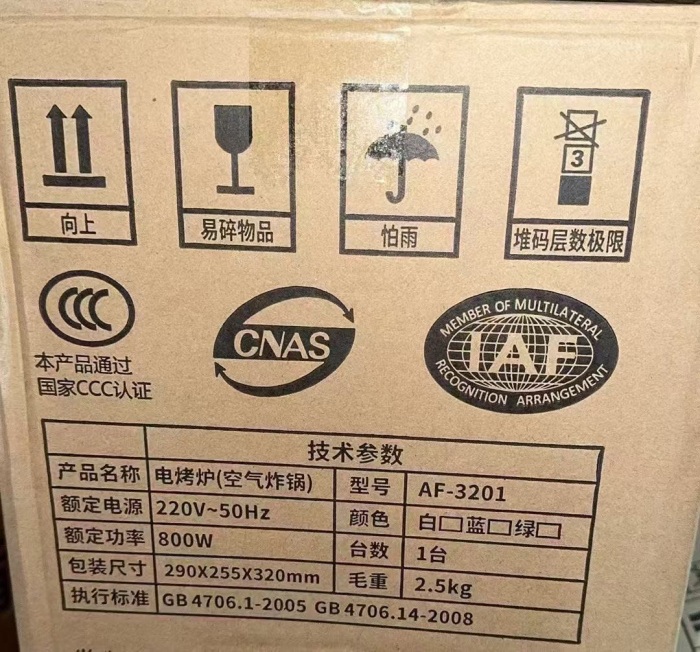 向上
易碎物品
怕雨
3
堆码层数极限
CCC
本产品通过
国家CCC认证
CNAS
MEMBER OF MULTILATERAL
IAF
RECOGNITION ARRANGEMENT
技术参数
产品名称 电烤炉(空气炸锅) 型号 AF-3201
额定电源 220V~50Hz 颜色 白□蓝□绿□
额定功率 800W 台数 1台
包装尺寸 290X255X320mm 毛重 2.5kg
执行标准 GB 4706.1-2005 GB 4706.14-2008